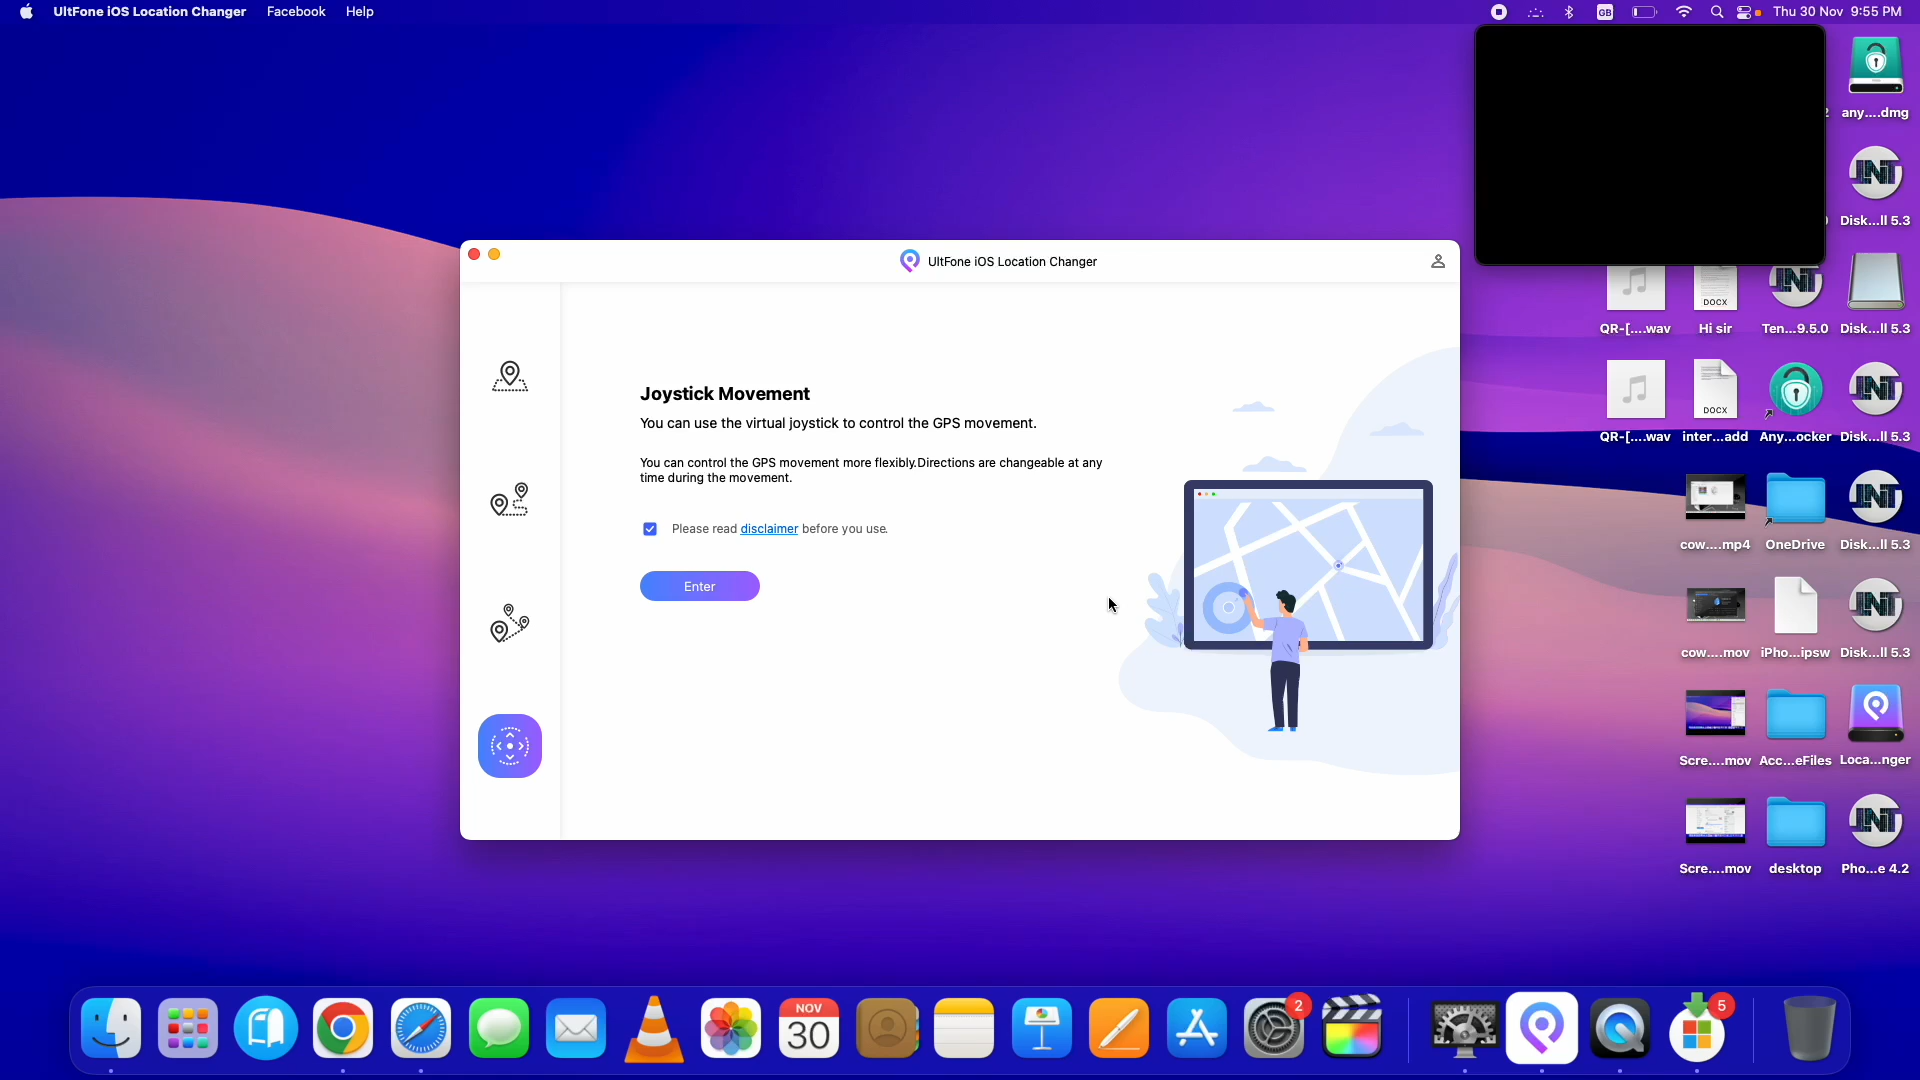 UltFone iOS Location Changer Facebook Help
GB Thu 30 Nov 9:55 PM
any....dmg
Disk...ll 5.3
DOCX
QR-[....wav Hi sir Ten...9.5.0 Disk...ll 5.3
DOCX
QR-[....wav inter...add Any...ocker Disk...ll 5.3
cow....mp4 OneDrive Disk...ll 5.3
cow....mov iPho...ipsw Disk...ll 5.3
Scre....mov Acc...eFiles Loca...nger
Scre....mov desktop Pho...e 4.2
UltFone iOS Location Changer
Joystick Movement
You can use the virtual joystick to control the GPS movement.
You can control the GPS movement more flexibly.Directions are changeable at any
time during the movement.
Please read disclaimer before you use.
Enter
NOV
30
2
5